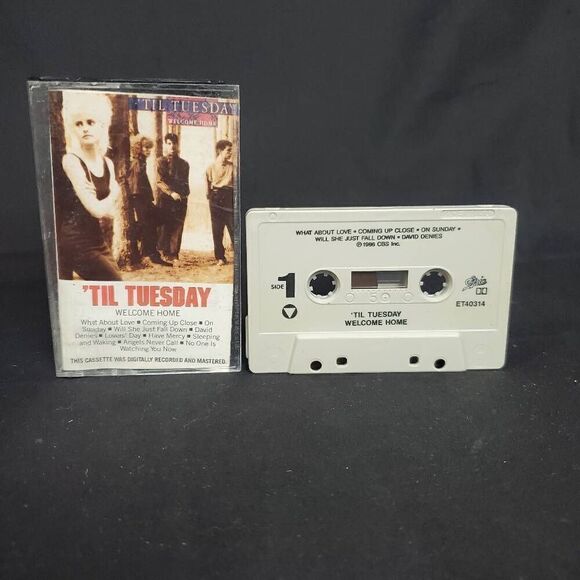 'TIL TUESDAY
WELCOME HOME
'TIL TUESDAY
WELCOME HOME
What About Love ■ Coming Up Close ■ On
Sunday ■ Will She Just Fall Down ■ David
Denies ■ Lovers' Day ■ Have Mercy ■ Sleeping
and Waking ■ Angels Never Call ■ No One Is
Watching You Now
THIS CASSETTE WAS DIGITALLY RECORDED AND MASTERED.
WHAT ABOUT LOVE • COMING UP CLOSE • ON SUNDAY •
WILL SHE JUST FALL DOWN • DAVID DENIES
℗ 1986 CBS Inc.
SIDE 1
Epic
ET40314
'TIL TUESDAY
WELCOME HOME